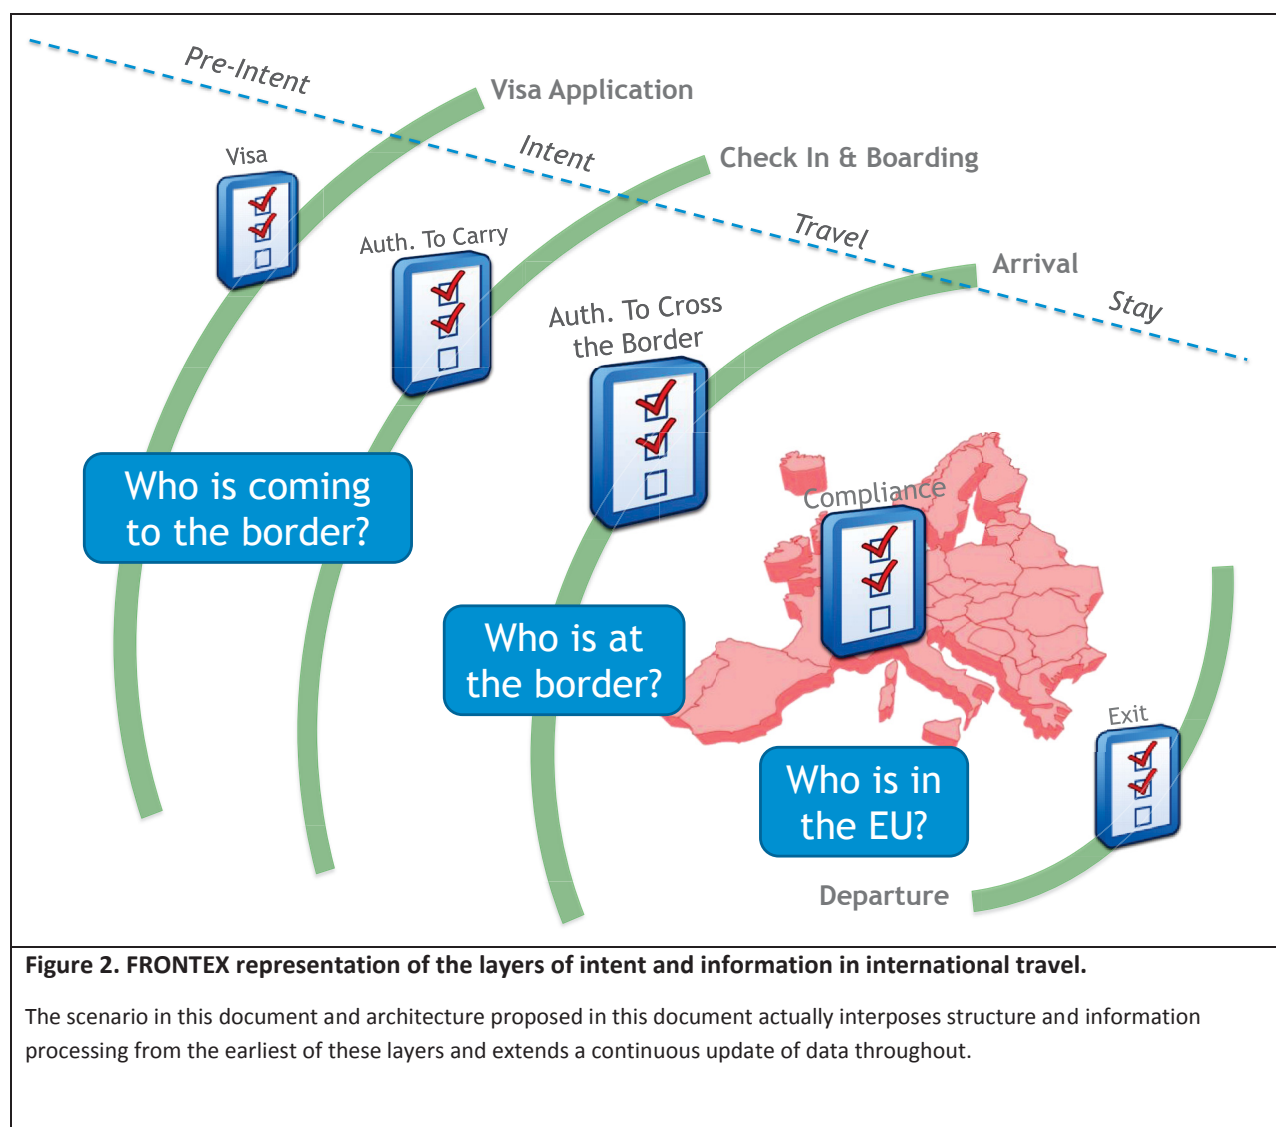 Pre-Intent
Visa Application
Visa
Intent
Check In & Boarding
Auth. To Carry
Travel
Arrival
Auth. To Cross
the Border
Stay
Who is coming
to the border?
Compliance
Who is at
the border?
Exit
Who is in
the EU?
Departure
Figure 2. FRONTEX representation of the layers of intent and information in international travel.
The scenario in this document and architecture proposed in this document actually interposes structure and information
processing from the earliest of these layers and extends a continuous update of data throughout.